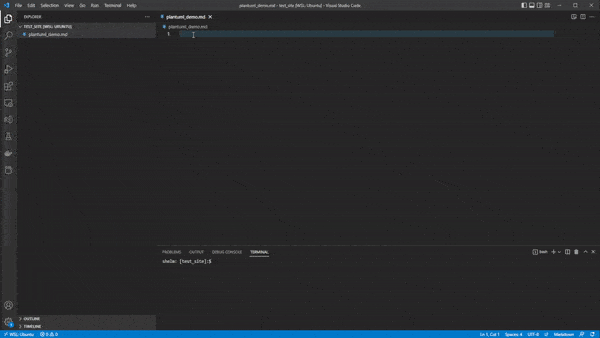 File Edit Selection View Go Run Terminal Help
plantuml_demo.md - test_site [WSL: Ubuntu] - Visual Studio Code
EXPLORER
TEST_SITE [WSL: UBUNTU]
plantuml_demo.md
OUTLINE
TIMELINE
plantuml_demo.md
plantuml_demo.md
1
PROBLEMS OUTPUT DEBUG CONSOLE TERMINAL
bash
shelm: [test_site]:$
WSL: Ubuntu 0 0
Ln 1, Col 1 Spaces: 4 UTF-8 LF Markdown